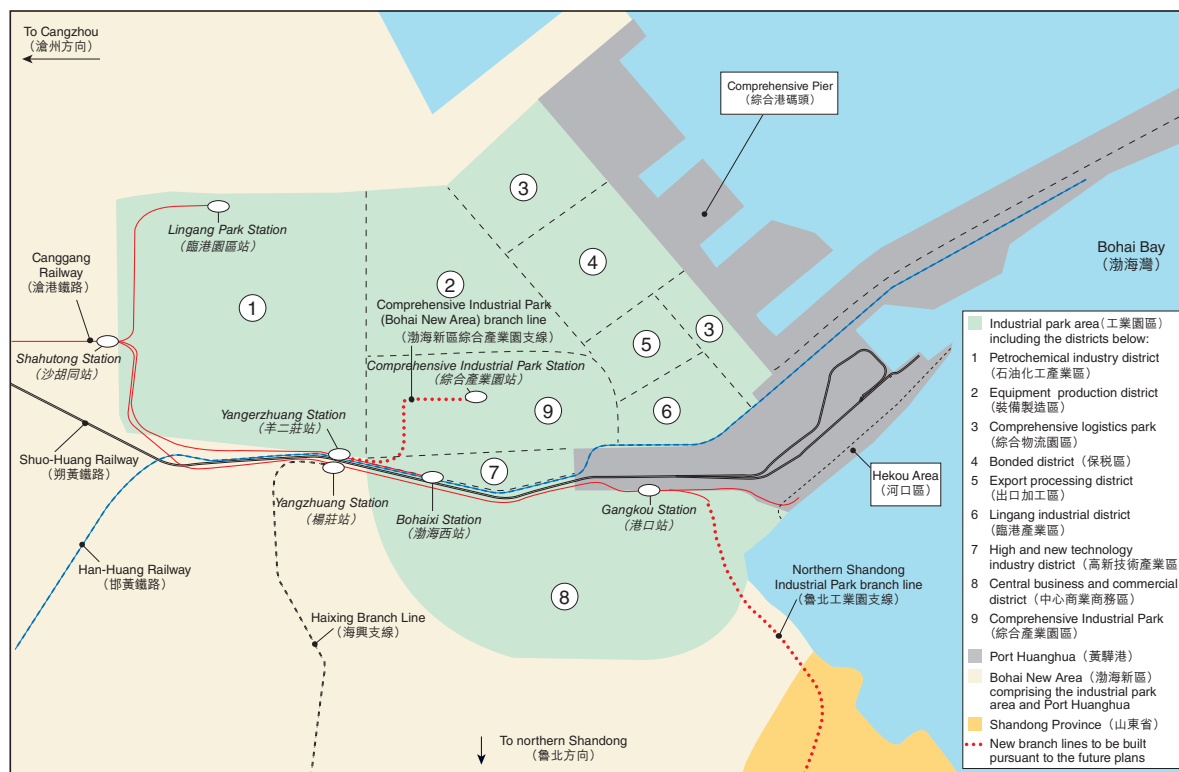 To Cangzhou
（滄州方向）
Comprehensive Pier
（綜合港碼頭）
3
Lingang Park Station
（臨港園區站）
Canggang
Railway
（滄港鐵路）
4
Bohai Bay
（渤海灣）
2
1
Comprehensive Industrial Park
(Bohai New Area) branch line
（渤海新區綜合產業園支線）
3
5
Shahutong Station
（沙胡同站）
Comprehensive Industrial Park Station
（綜合產業園站）
9
6
Yangerzhuang Station
（羊二莊站）
Shuo-Huang Railway
（朔黃鐵路）
7
Hekou Area
（河口區）
Yangzhuang Station
（楊莊站）
Bohaixi Station
（渤海西站）
Gangkou Station
（港口站）
Han-Huang Railway
（邯黃鐵路）
8
Northern Shandong
Industrial Park branch line
（魯北工業園支線）
Haixing Branch Line
（海興支線）
To northern Shandong
（魯北方向）
Industrial park area（工業園區）
including the districts below:
1 Petrochemical industry district
（石油化工產業區）
2 Equipment production district
（裝備製造區）
3 Comprehensive logistics park
（綜合物流園區）
4 Bonded district（保稅區）
5 Export processing district
（出口加工區）
6 Lingang industrial district
（臨港產業區）
7 High and new technology
industry district（高新技術產業區
8 Central business and commercial
district（中心商業商務區）
9 Comprehensive Industrial Park
（綜合產業園區）
Port Huanghua（黃驊港）
Bohai New Area（渤海新區）
comprising the industrial park
area and Port Huanghua
Shandong Province（山東省）
New branch lines to be built
pursuant to the future plans